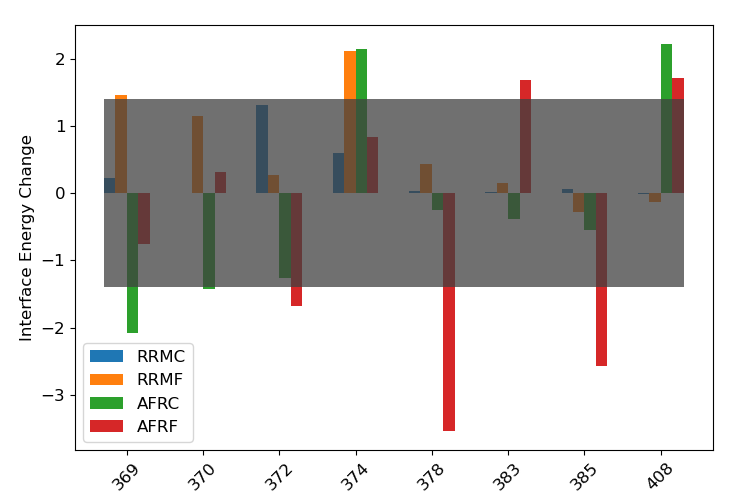 Interface Energy Change
2
1
0
−1
−2
−3
RRMC
RRMF
AFRC
AFRF
369 370 372 374 378 383 385 408